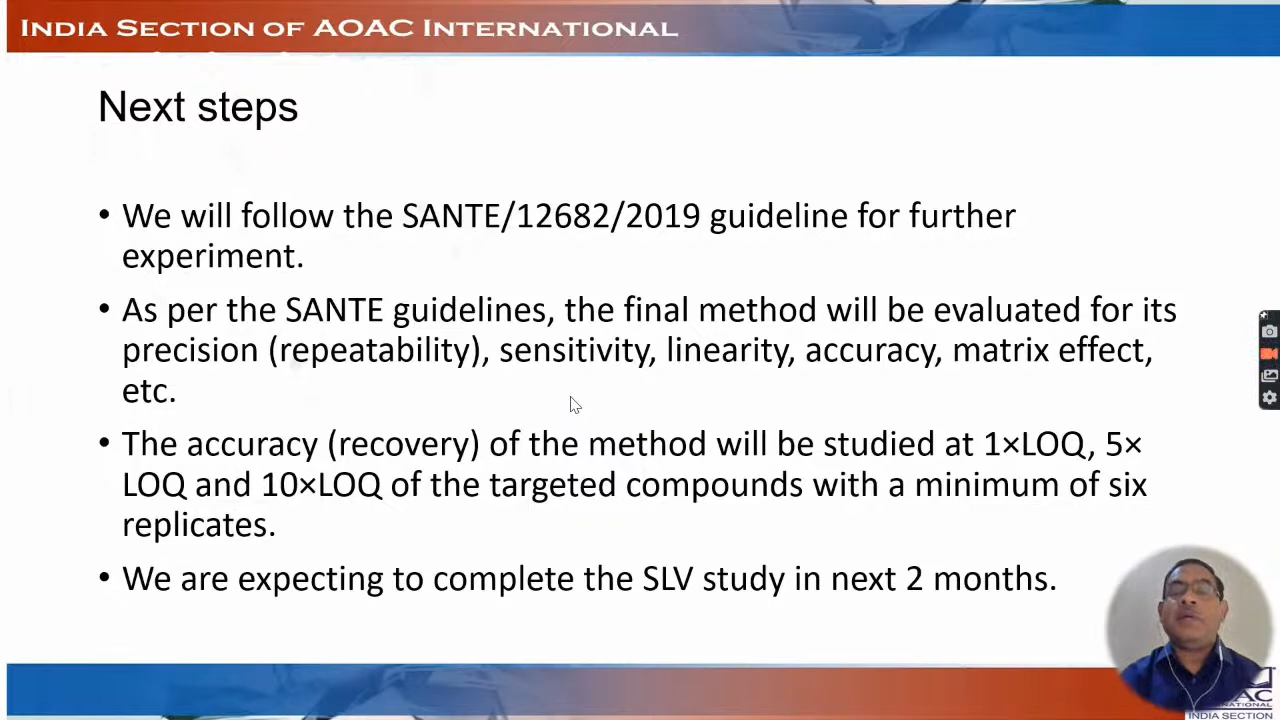 INDIA SECTION OF AOAC INTERNATIONAL
Next steps
• We will follow the SANTE/12682/2019 guideline for further
experiment.
• As per the SANTE guidelines, the final method will be evaluated for its
precision (repeatability), sensitivity, linearity, accuracy, matrix effect,
etc.
• The accuracy (recovery) of the method will be studied at 1×LOQ, 5×
LOQ and 10×LOQ of the targeted compounds with a minimum of six
replicates.
• We are expecting to complete the SLV study in next 2 months.
INDIA SECTION